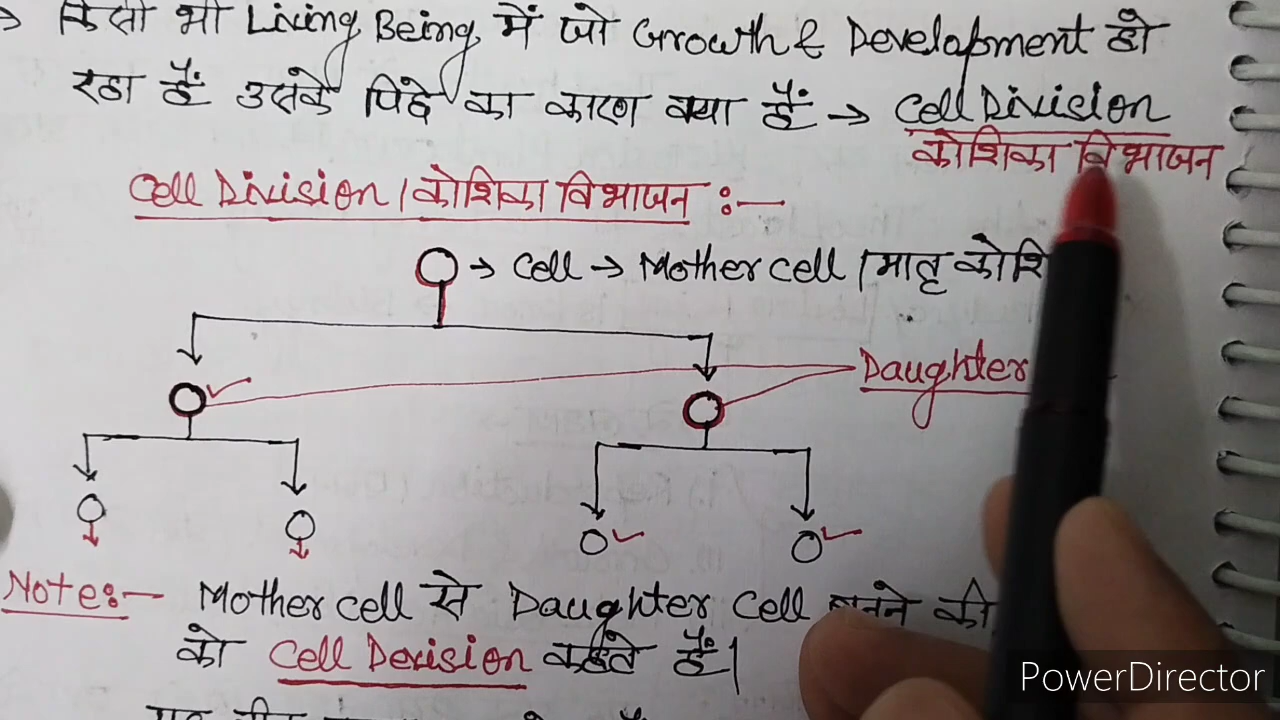 → किसी भी Living Being में जो Growth & Development हो
रहा हैं उसके पिछे का कारण क्या हैं → Cell Division
कोशिका विभाजन
Cell Division / कोशिका विभाजन :—
→ Cell → Mother cell / मातृ कोशि
Daughter
Note:— Mother cell से Daughter Cell बनने की
को Cell Devision कहते हैं|
PowerDirector